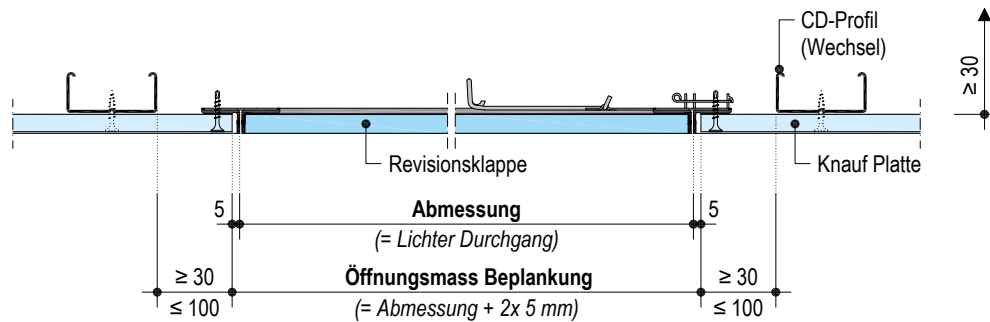 CD-Profil
(Wechsel)
≥ 30
Revisionsklappe
Knauf Platte
5
Abmessung
5
(= Lichter Durchgang)
≥ 30
Öffnungsmass Beplankung
≥ 30
≤ 100
(= Abmessung + 2x 5 mm)
≤ 100